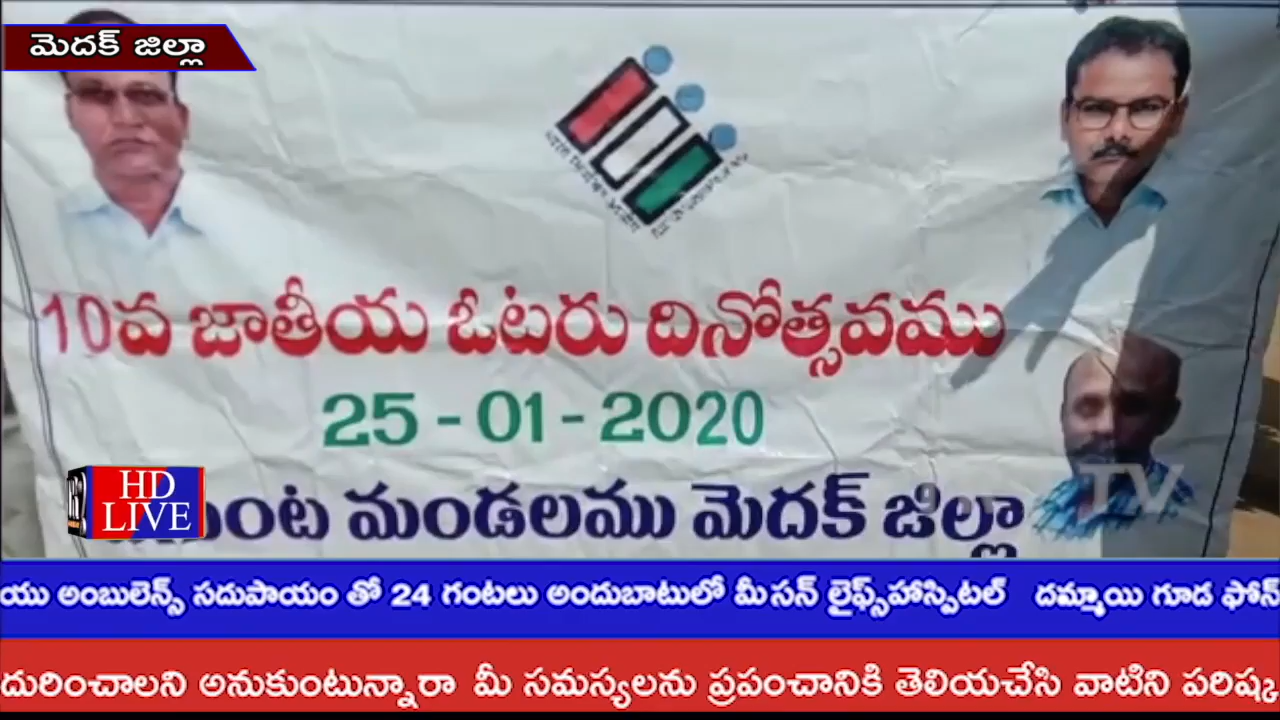 మెదక్ జిల్లా
10వ జాతీయ ఓటరు దినోత్సవము
25 - 01 - 2020
మండలము మెదక్ జిల్లా
HD
LIVE
TV
యు అంబులెన్స్ సదుపాయం తో 24 గంటలు అందుబాటులో మీ సన్ లైఫ్స్‌హాస్పిటల్ దమ్మాయి గూడ ఫోన్
దురించాలని అనుకుంటున్నారా మీ సమస్యలను ప్రపంచానికి తెలియచేసి వాటిని పరిష్క